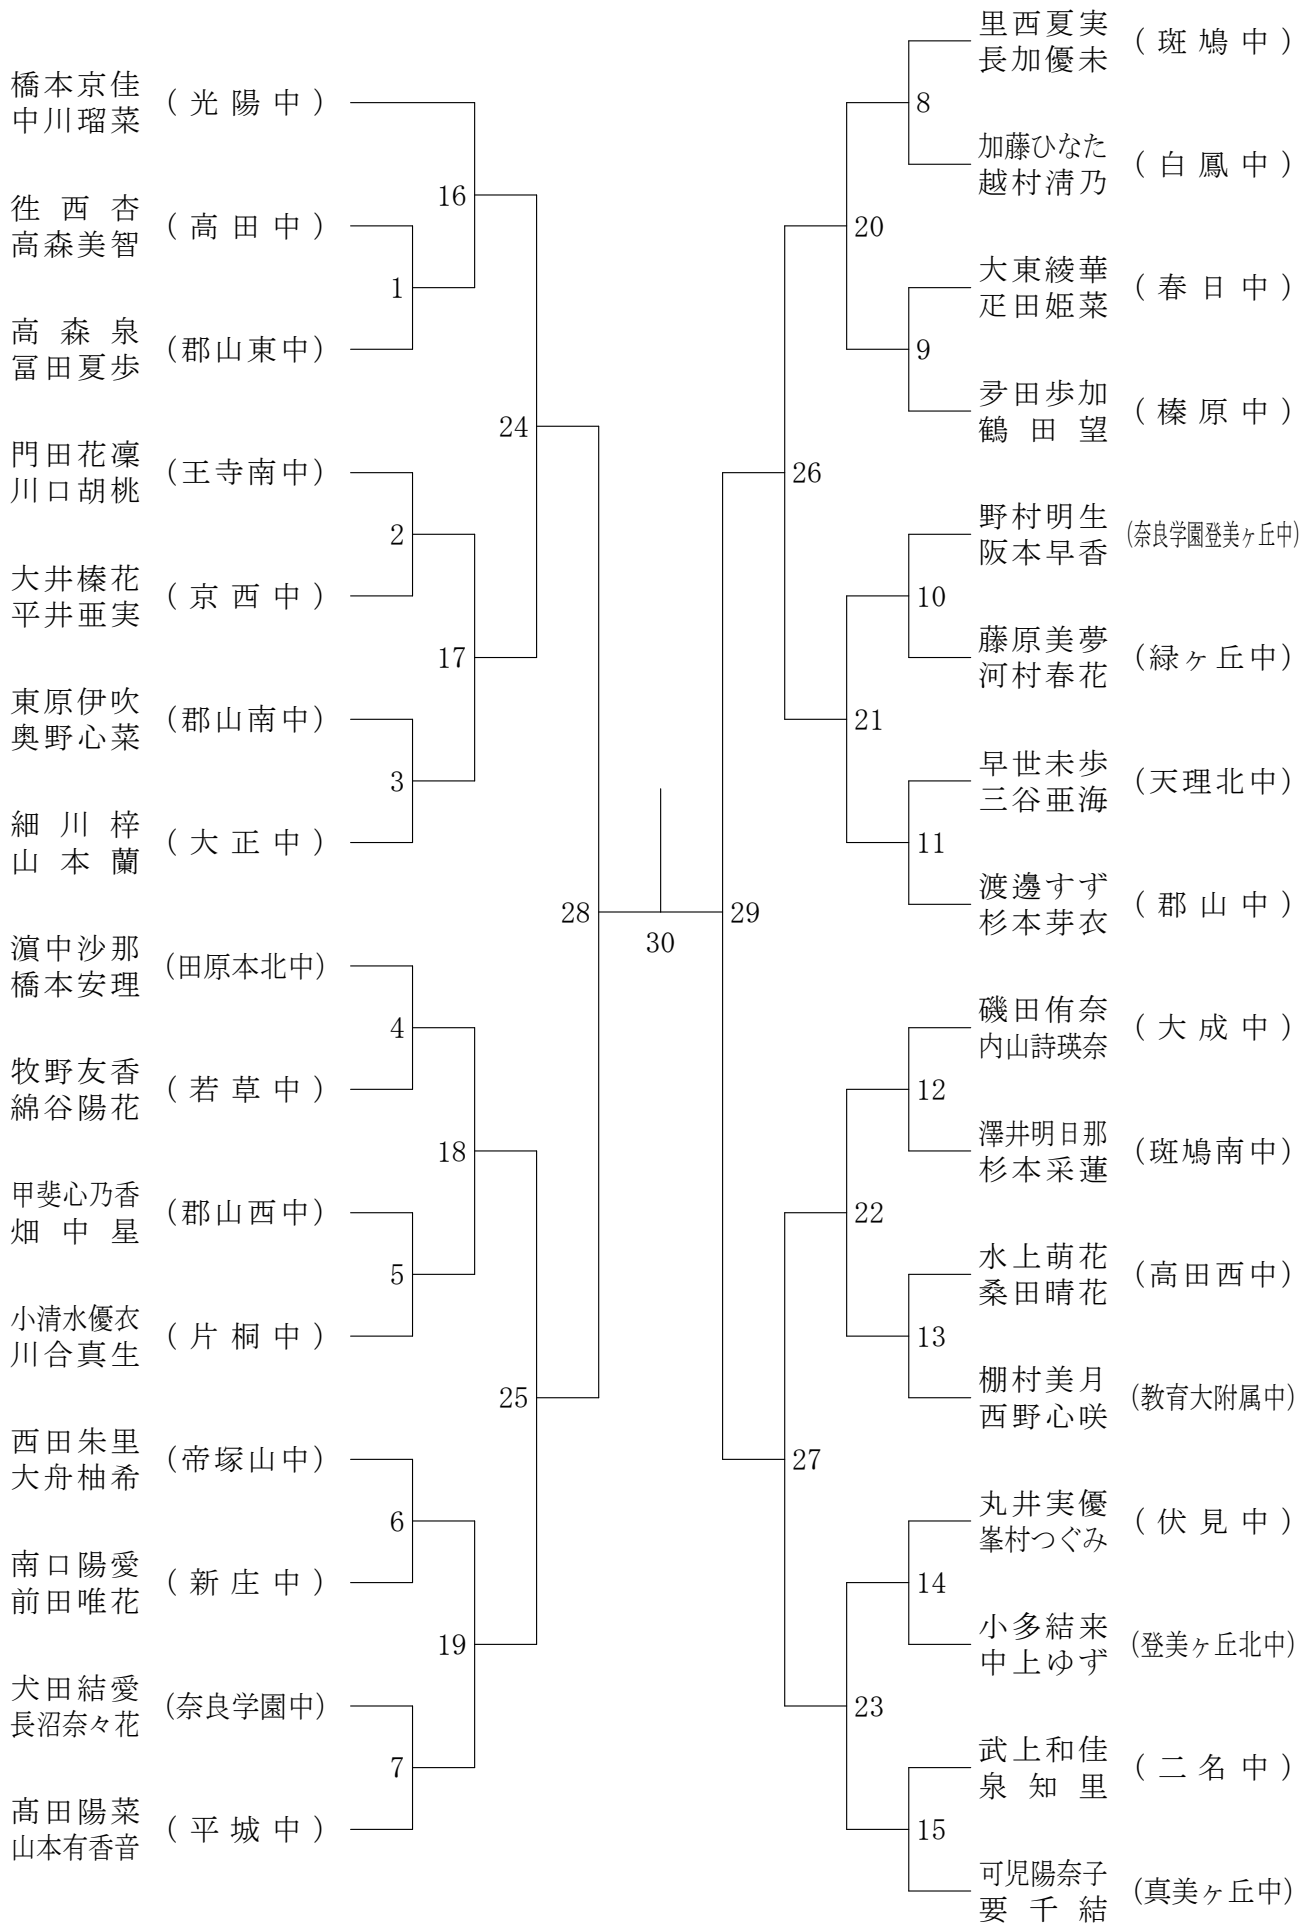 橋本京佳
中川瑠菜
(光陽中)
徃西杏
高森美智
(高田中)
高森泉
冨田夏歩
(郡山東中)
門田花凜
川口胡桃
(王寺南中)
大井榛花
平井亜実
(京西中)
東原伊吹
奥野心菜
(郡山南中)
細川梓
山本蘭
(大正中)
濵中沙那
橋本安理
(田原本北中)
牧野友香
綿谷陽花
(若草中)
甲斐心乃香
畑中星
(郡山西中)
小清水優衣
川合真生
(片桐中)
西田朱里
大舟柚希
(帝塚山中)
南口陽愛
前田唯花
(新庄中)
犬田結愛
長沼奈々花
(奈良学園中)
髙田陽菜
山本有香音
(平城中)
1
2
3
4
5
6
7
16
17
18
19
24
25
28
30
29
26
27
20
21
22
23
8
9
10
11
12
13
14
15
里西夏実
長加優未
(斑鳩中)
加藤ひなた
越村淸乃
(白鳳中)
大東綾華
疋田姫菜
(春日中)
夛田歩加
鶴田望
(榛原中)
野村明生
阪本早香
(奈良学園登美ヶ丘中)
藤原美夢
河村春花
(緑ヶ丘中)
早世未歩
三谷亜海
(天理北中)
渡邊すず
杉本芽衣
(郡山中)
磯田侑奈
内山詩瑛奈
(大成中)
澤井明日那
杉本采蓮
(斑鳩南中)
水上萌花
桑田晴花
(高田西中)
棚村美月
西野心咲
(教育大附属中)
丸井実優
峯村つぐみ
(伏見中)
小多結来
中上ゆず
(登美ヶ丘北中)
武上和佳
泉知里
(二名中)
可児陽奈子
要千結
(真美ヶ丘中)